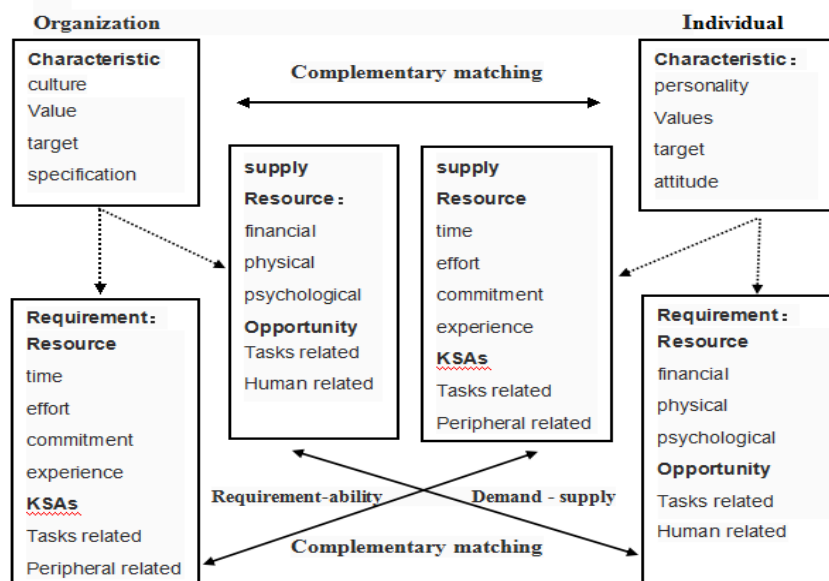 Organization
Individual
Characteristic
culture
Value
target
specification
Complementary matching
Characteristic：
personality
Values
target
attitude
supply
Resource：
financial
physical
psychological
Opportunity
Tasks related
Human related
supply
Resource
time
effort
commitment
experience
KSAs
Tasks related
Peripheral related
Requirement：
Resource
time
effort
commitment
experience
KSAs
Tasks related
Peripheral related
Requirement：
Resource
financial
physical
psychological
Opportunity
Tasks related
Human related
Requirement-ability
Demand - supply
Complementary matching